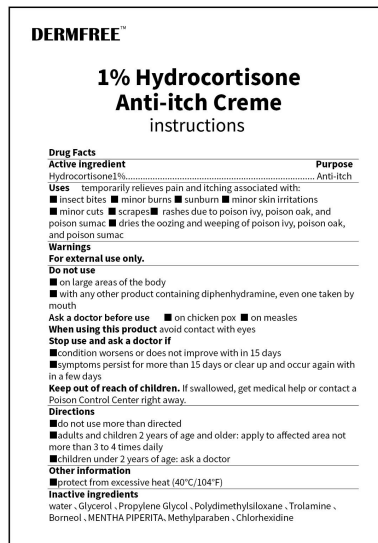 DERMFREE™
1% Hydrocortisone
Anti-itch Creme
instructions
Drug Facts
Active ingredient Purpose
Hydrocortisone1%................................................................ Anti-itch
Uses temporarily relieves pain and itching associated with:
■ insect bites ■ minor burns ■ sunburn ■ minor skin irritations
■ minor cuts ■ scrapes■ rashes due to poison ivy, poison oak, and
poison sumac ■ dries the oozing and weeping of poison ivy, poison oak,
and poison sumac
Warnings
For external use only.
Do not use
■ on large areas of the body
■ with any other product containing diphenhydramine, even one taken by
mouth
Ask a doctor before use ■ on chicken pox ■ on measles
When using this product avoid contact with eyes
Stop use and ask a doctor if
■condition worsens or does not improve with in 15 days
■symptoms persist for more than 15 days or clear up and occur again with
in a few days
Keep out of reach of children. If swallowed, get medical help or contact a
Poison Control Center right away.
Directions
■do not use more than directed
■adults and children 2 years of age and older: apply to affected area not
more than 3 to 4 times daily
■children under 2 years of age: ask a doctor
Other information
■protect from excessive heat (40°C/104°F)
Inactive ingredients
water、Glycerol、Propylene Glycol、Polydimethylsiloxane、Trolamine、
Borneol、MENTHA PIPERITA、Methylparaben、Chlorhexidine